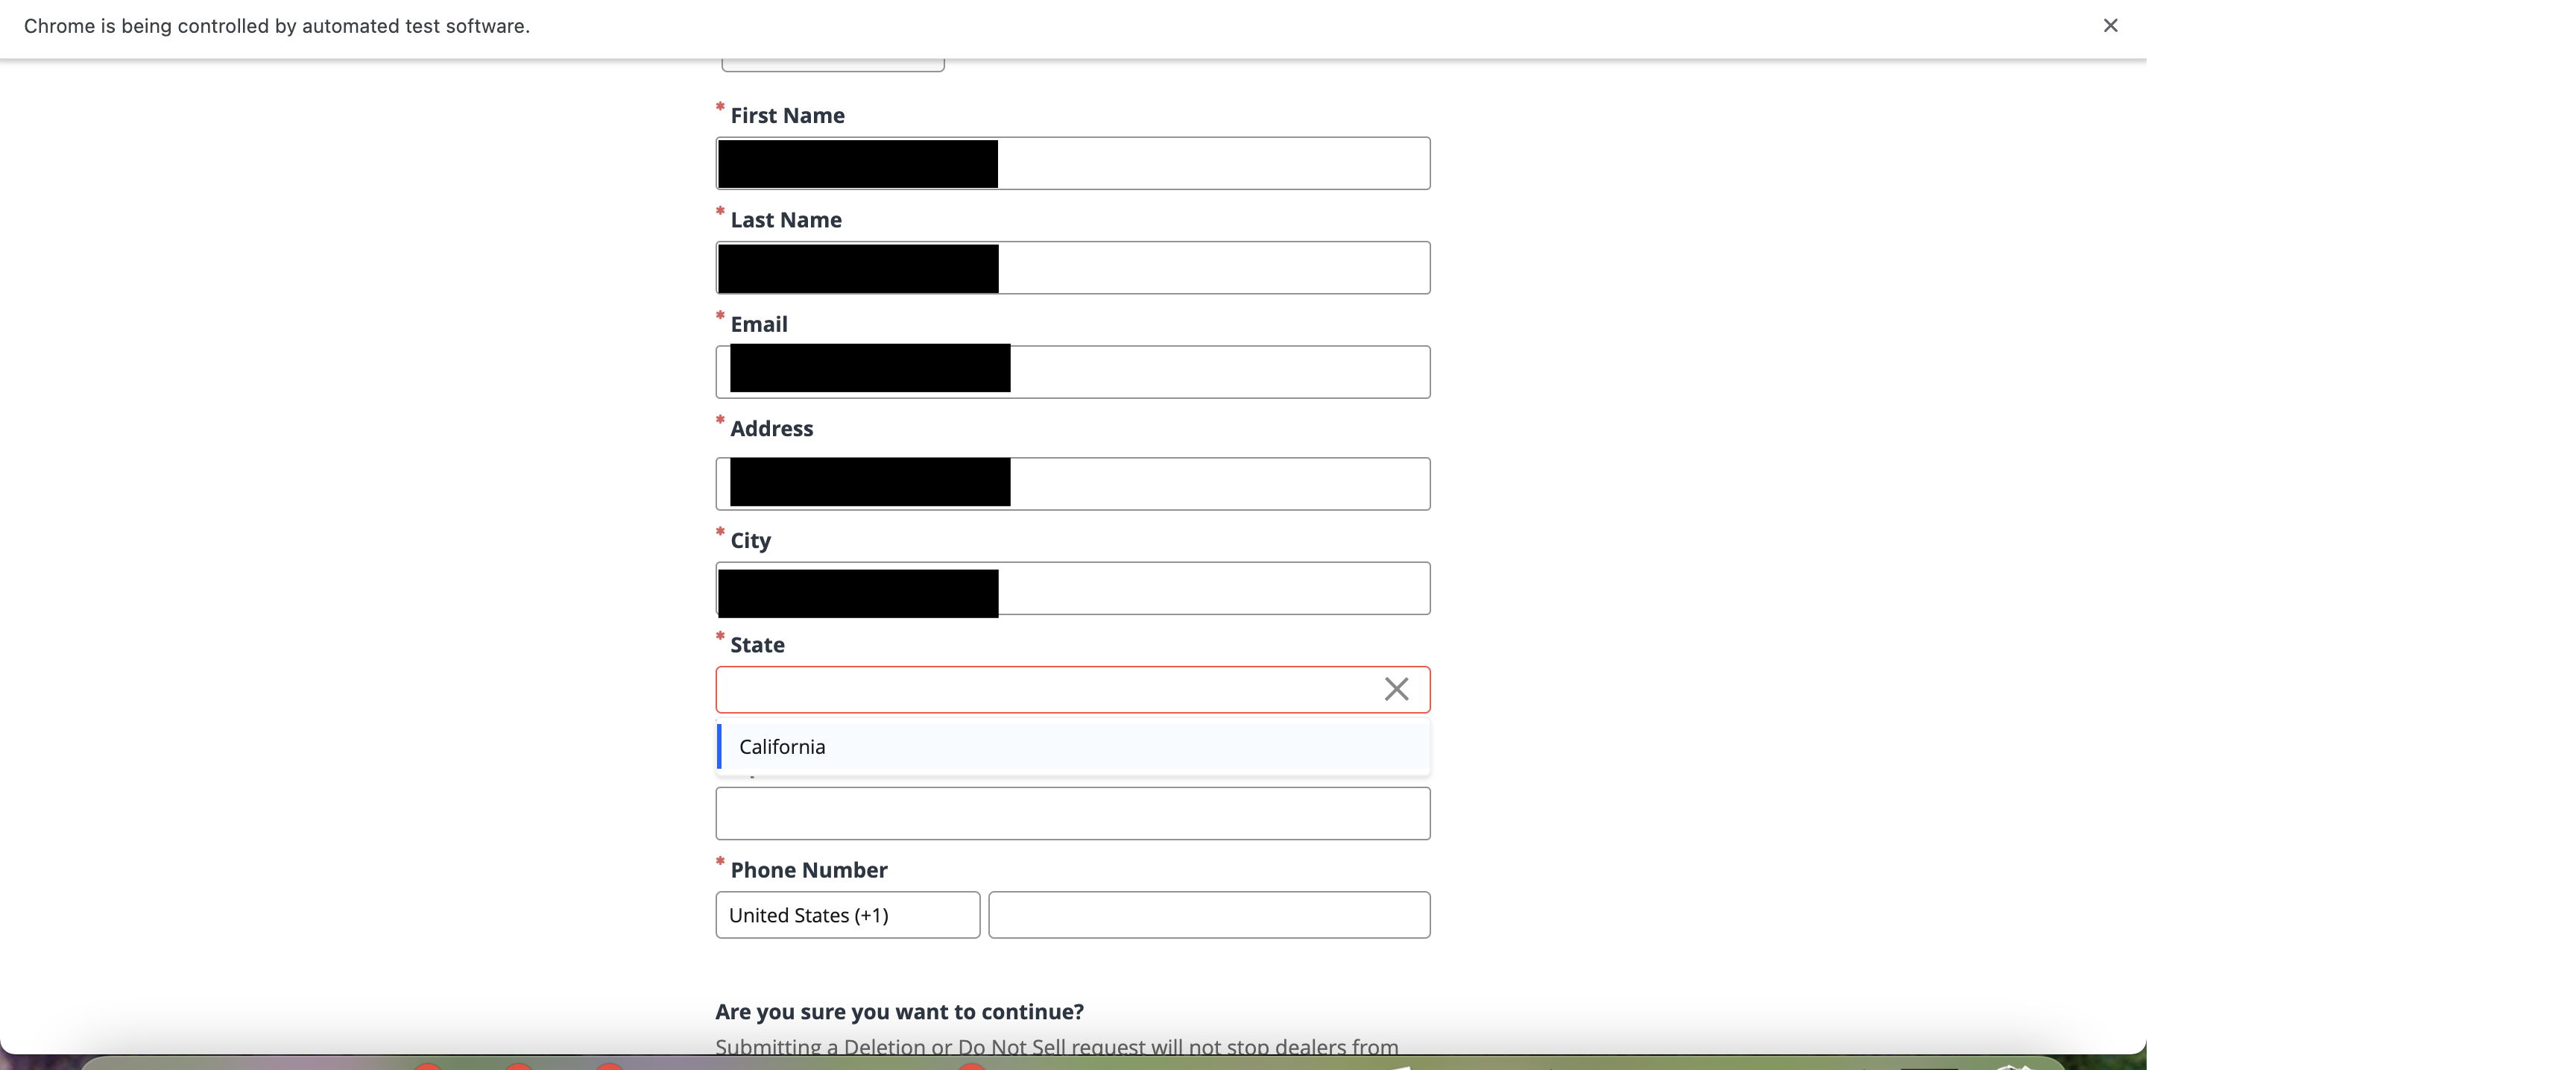 Chrome is being controlled by automated test software.
* First Name
* Last Name
* Email
* Address
* City
* State
California
* Phone Number
United States (+1)
Are you sure you want to continue?
Submitting a Deletion or Do Not Sell request will not stop dealers from